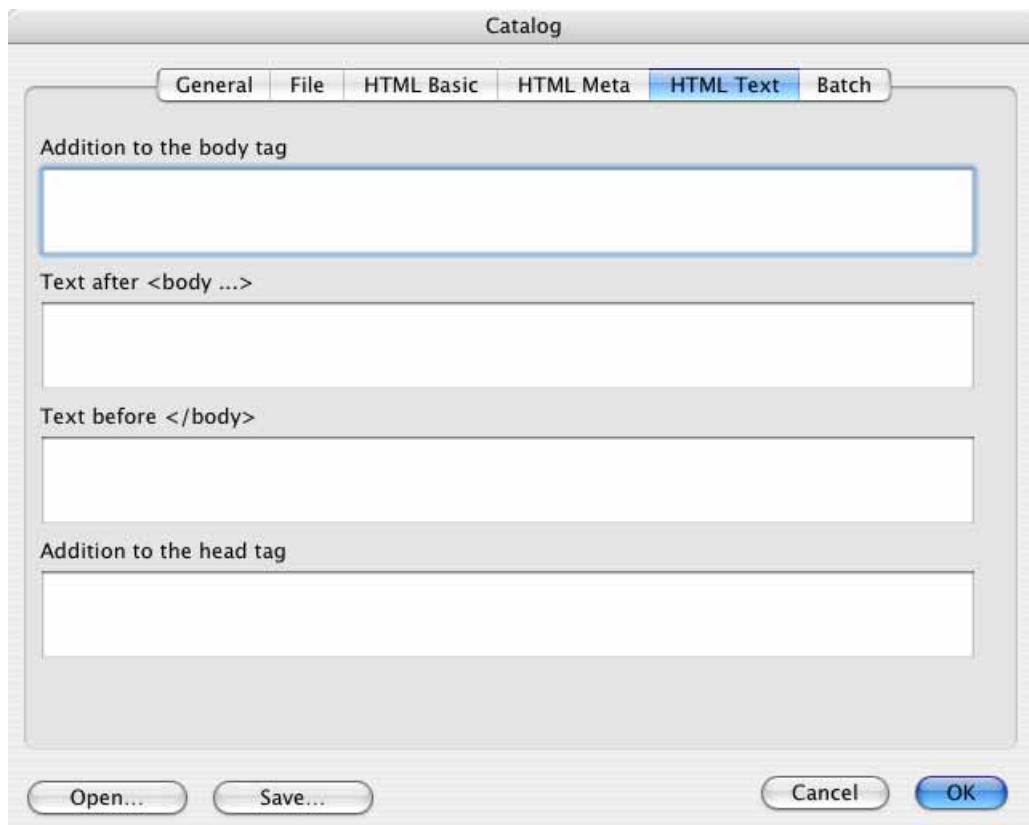 Catalog
General File HTML Basic HTML Meta HTML Text Batch
Addition to the body tag
Text after <body ...>
Text before </body>
Addition to the head tag
Open... Save... Cancel OK